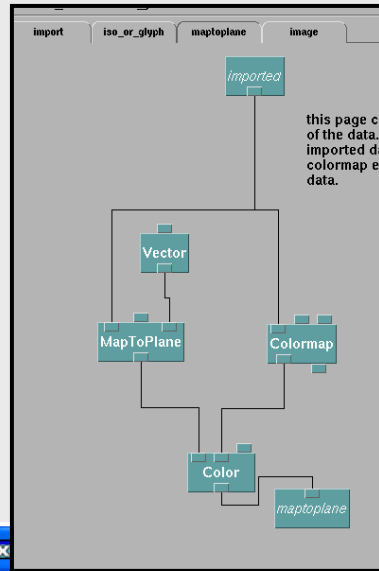 import iso_or_glyph maptoplane image
imported
this page c
of the data.
imported da
colormap e
data.
Vector
MapToPlane
Colormap
Color
maptoplane